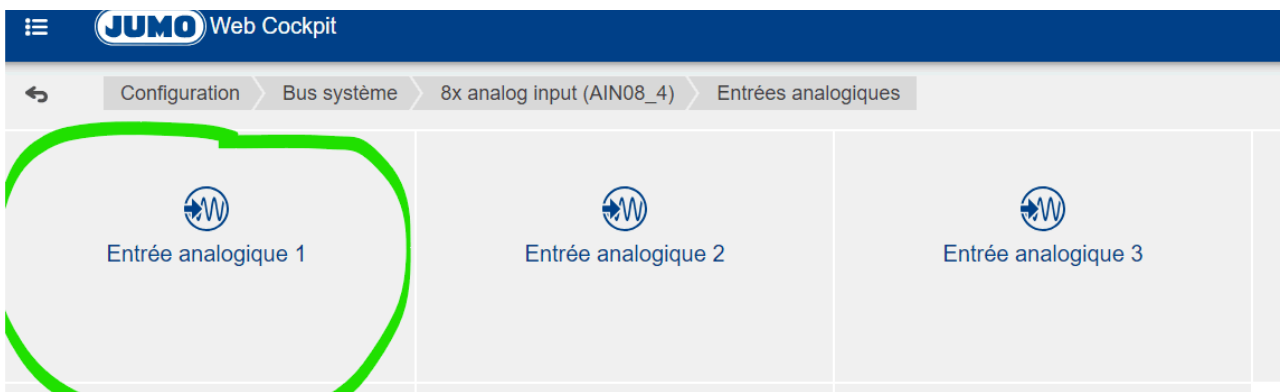 JUMO Web Cockpit
Configuration Bus système 8x analog input (AIN08_4) Entrées analogiques
Entrée analogique 1 Entrée analogique 2 Entrée analogique 3